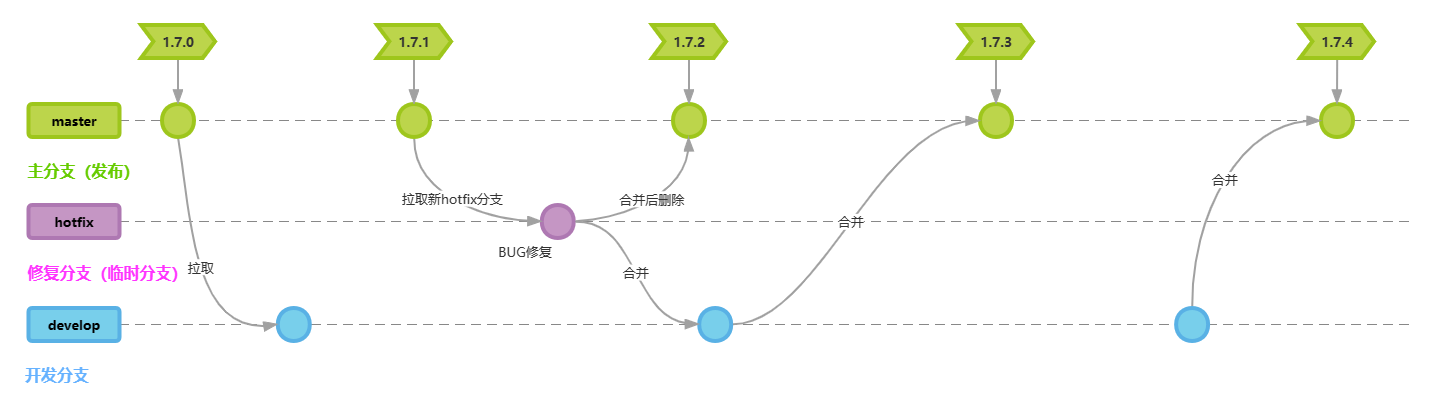 1.7.0
1.7.1
1.7.2
1.7.3
1.7.4
master
主分支（发布）
拉取新hotfix分支
合并后删除
合并
hotfix
合并
BUG修复
修复分支（临时分支）
拉取
合并
develop
开发分支